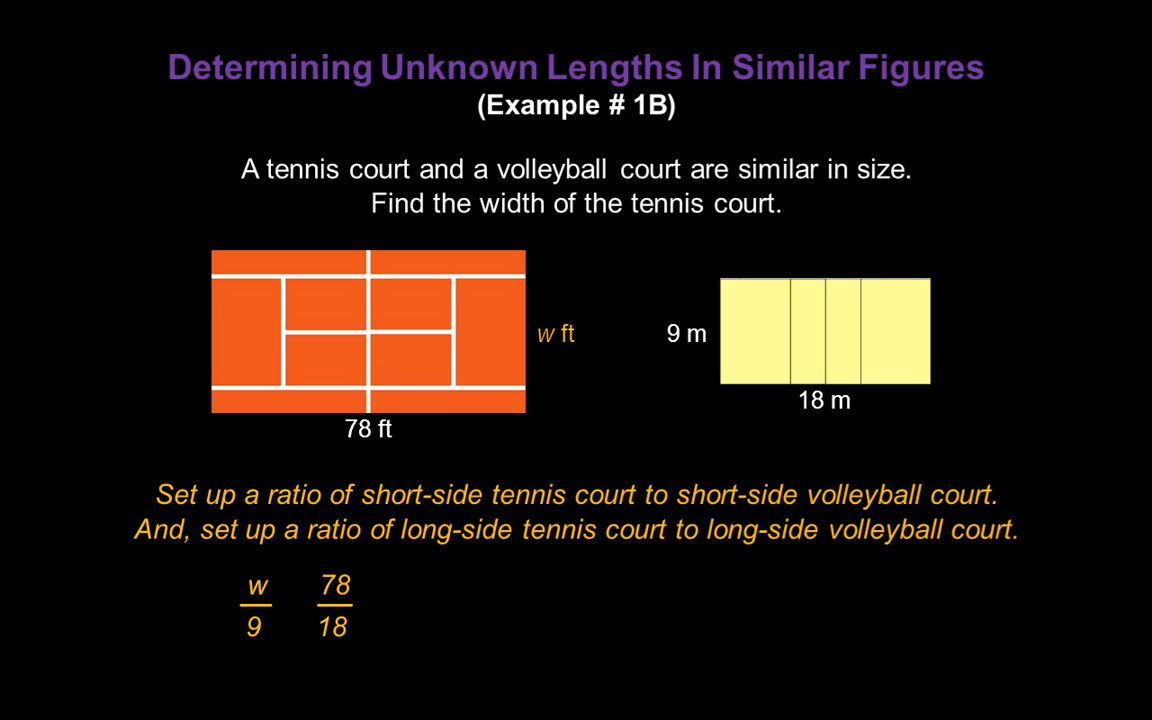 Determining Unknown Lengths In Similar Figures
(Example # 1B)
A tennis court and a volleyball court are similar in size.
Find the width of the tennis court.
w ft
9 m
18 m
78 ft
Set up a ratio of short-side tennis court to short-side volleyball court.
And, set up a ratio of long-side tennis court to long-side volleyball court.
w 78
9 18